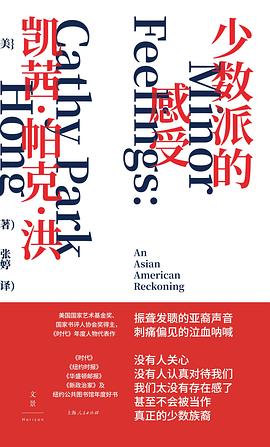 少数派的
感受
Minor
Feelings:
An
Asian
American
Reckoning
[美]
凯茜·帕克·洪
著)
Cathy Park
Hong
张婷
译)
振聋发聩的亚裔声音
刺痛偏见的泣血呐喊
没有人关心
没有人认真对待我们
我们太没有存在感了
甚至不会被当作
真正的少数族裔
美国国家艺术基金奖、
国家书评人协会奖得主,
《时代》年度人物代表作
《时代》
《纽约时报》
《华盛顿邮报》
《新政治家》及
纽约公共图书馆年度好书
文景
Horizon
上海人民出版社